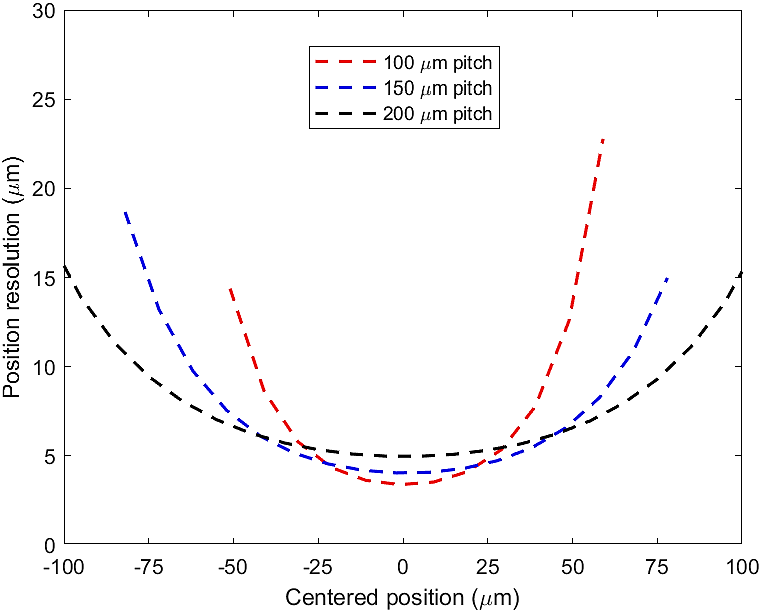 30
25
20
15
10
5
0
Position resolution (μm)
100 μm pitch
150 μm pitch
200 μm pitch
-100 -75 -50 -25 0 25 50 75 100
Centered position (μm)